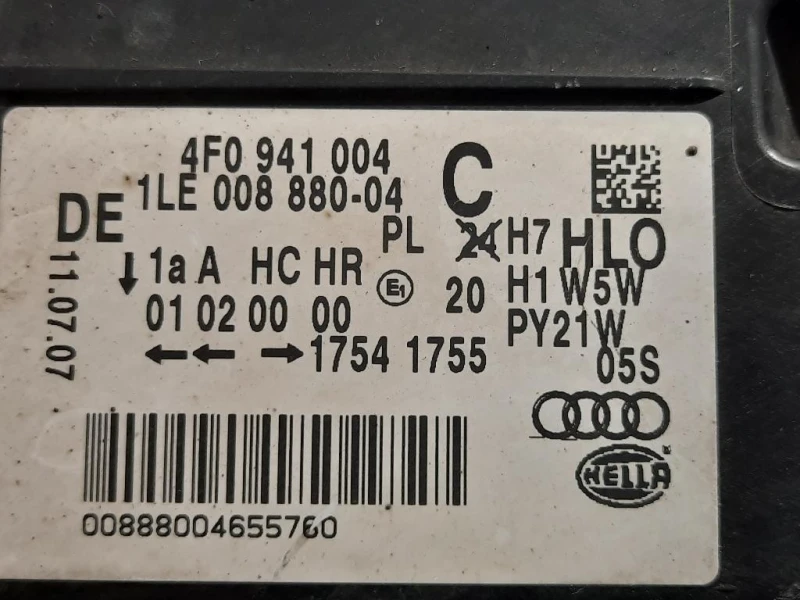 4F0 941 004 C
1LE 008 880-04
DE PL 24 H7 HLO
1a A HC HR E1 20 H1 W5W
01 02 00 00 PY21W
1754 1755 05S
11.07.07
HELLA
00888004655760